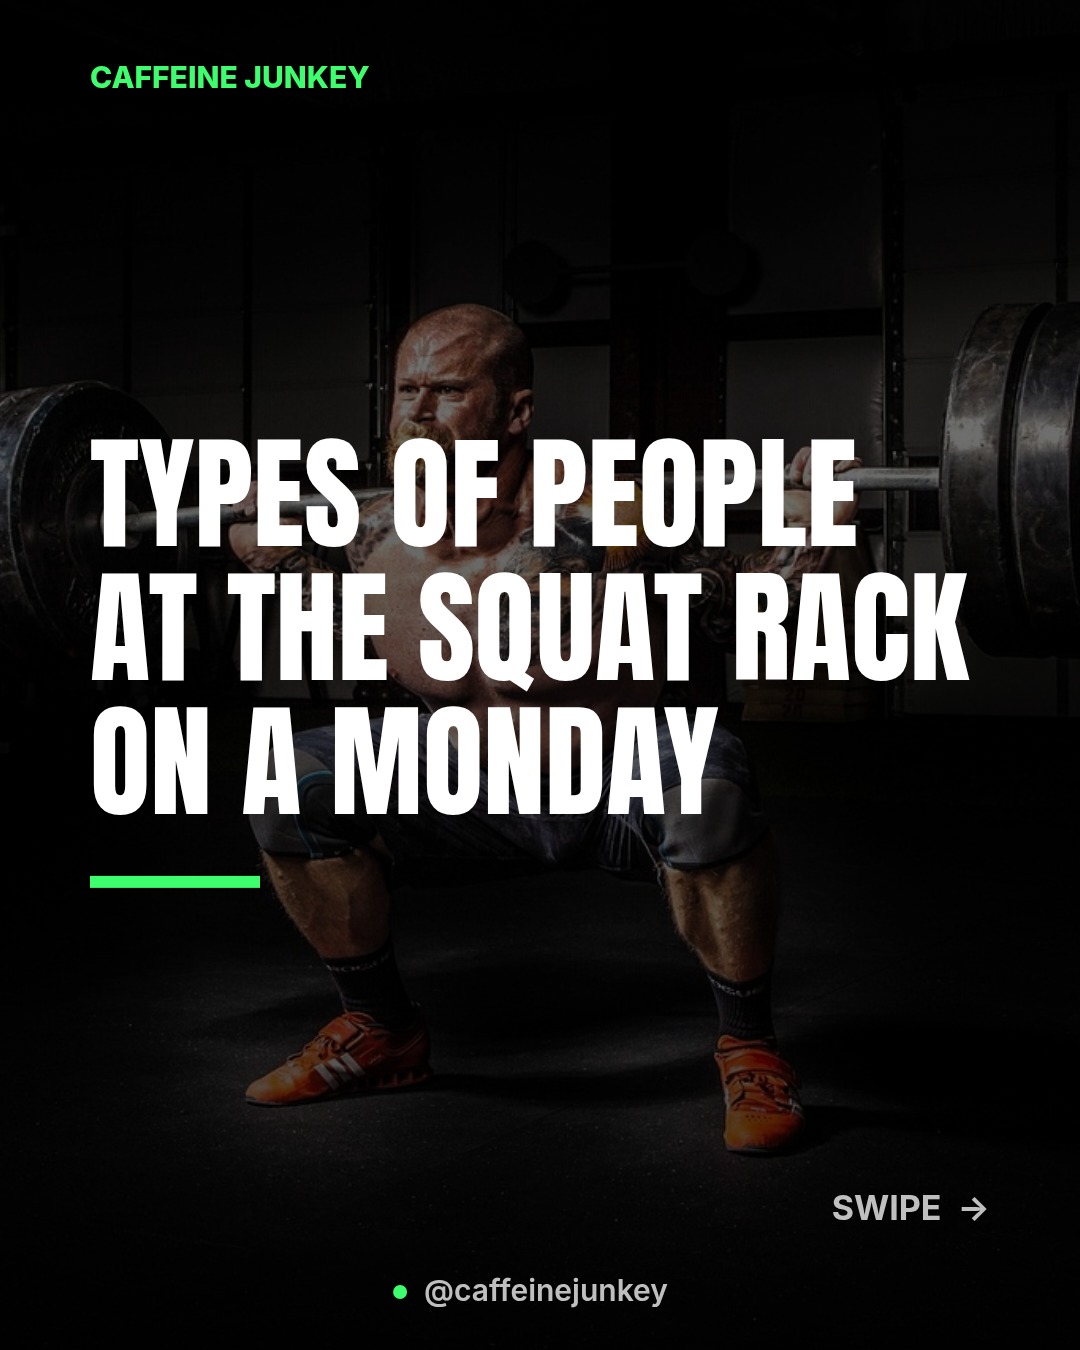 CAFFEINE JUNKEY
TYPES OF PEOPLE
AT THE SQUAT RACK
ON A MONDAY
SWIPE →
@caffeinejunkey